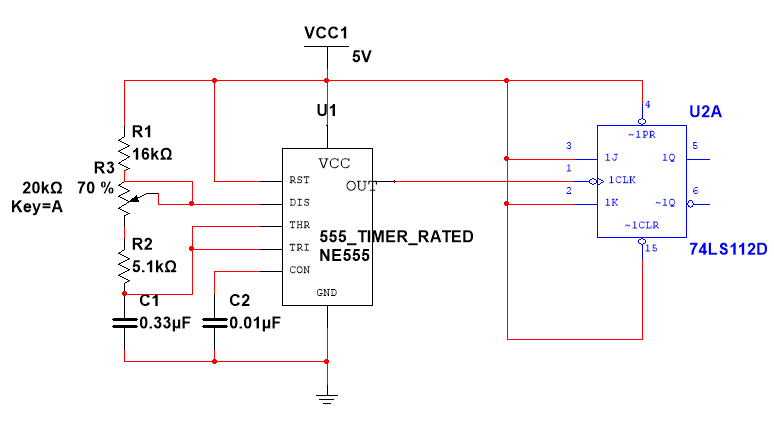 VCC1
5V
U1
R1
16kΩ
R3
20kΩ
70 %
Key=A
R2
5.1kΩ
C1
0.33µF
C2
0.01µF
VCC
RST
OUT
DIS
THR
555_TIMER_RATED
TRI
NE555
CON
GND
U2A
4
~1PR
3
1J
1Q
5
1
1CLK
2
1K
~1Q
6
~1CLR
15
74LS112D